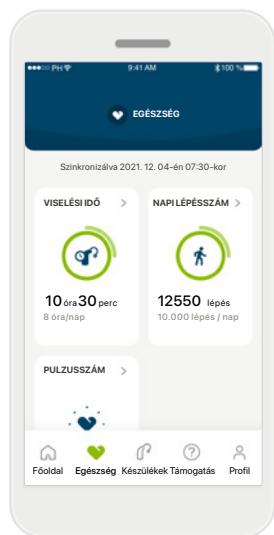 PH 9:41 AM 100 %
EGÉSZSÉG
Szinkronizálva 2021. 12. 04-én 07:30-kor
VISELÉSI IDŐ > NAPI LÉPÉSSZÁM >
10 óra 30 perc 12550 lépés
8 óra/nap 10.000 lépés / nap
PULZUSSZÁM >
Főoldal Egészség Készülékek Támogatás Profil